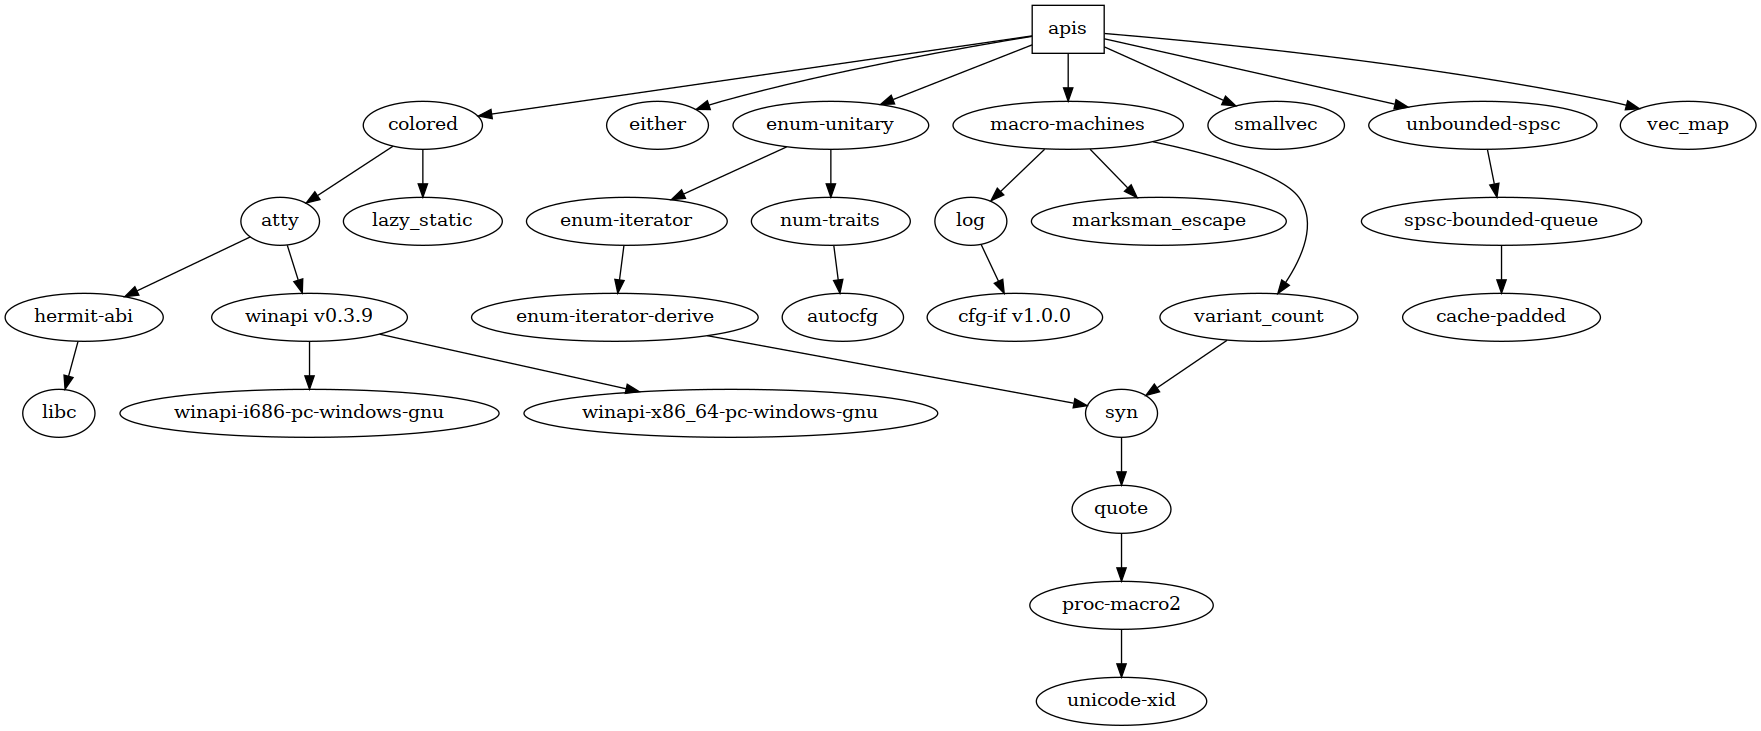 apis
colored
either
enum-unitary
macro-machines
smallvec
unbounded-spsc
vec_map
atty
lazy_static
enum-iterator
num-traits
log
marksman_escape
spsc-bounded-queue
hermit-abi
winapi v0.3.9
enum-iterator-derive
autocfg
cfg-if v1.0.0
variant_count
cache-padded
libc
winapi-i686-pc-windows-gnu
winapi-x86_64-pc-windows-gnu
syn
quote
proc-macro2
unicode-xid